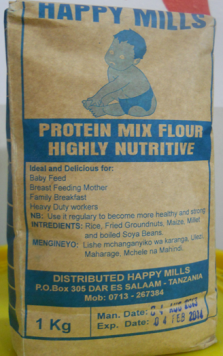 HAPPY MILLS
PROTEIN MIX FLOUR
HIGHLY NUTRITIVE
Ideal and Delicious for:
Baby Feed
Breast Feeding Mother
Family Breakfast
Heavy Duty workers
NB: Use it regulary to become more healthy and strong
INTREDIENTS: Rice, Fried Groundnuts, Maize, Millet
and boiled Soya Beans.
MENGINEYO: Lishe mchanganyiko wa karanga, Ulezi,
Maharage, Mchele na Mahindi.
DISTRIBUTED HAPPY MILLS
P.O.Box 305 DAR ES SALAAM - TANZANIA
Mob: 0713 - 267384
1 Kg
Man. Date: 04 AUG
Exp. Date: 04 FEB 2014